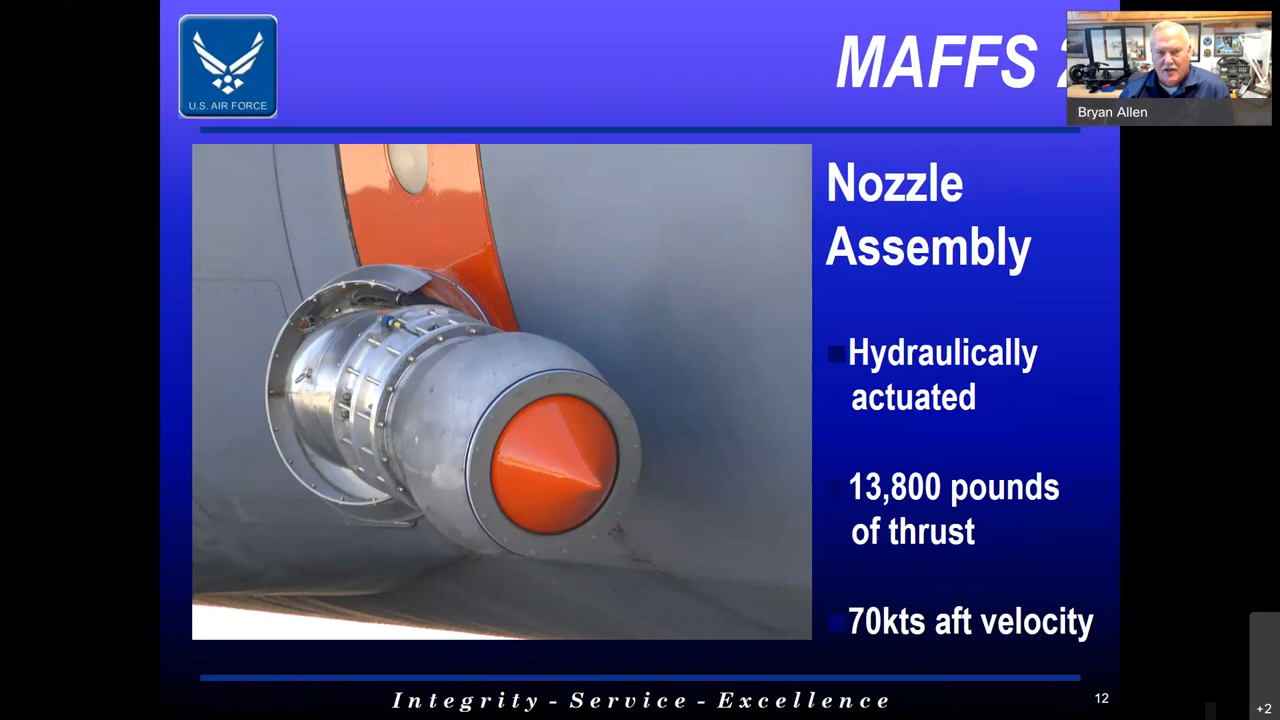 U.S. AIR FORCE
MAFFS
Bryan Allen
Nozzle
Assembly
Hydraulically
actuated
13,800 pounds
of thrust
70kts aft velocity
Integrity - Service - Excellence
12
+2